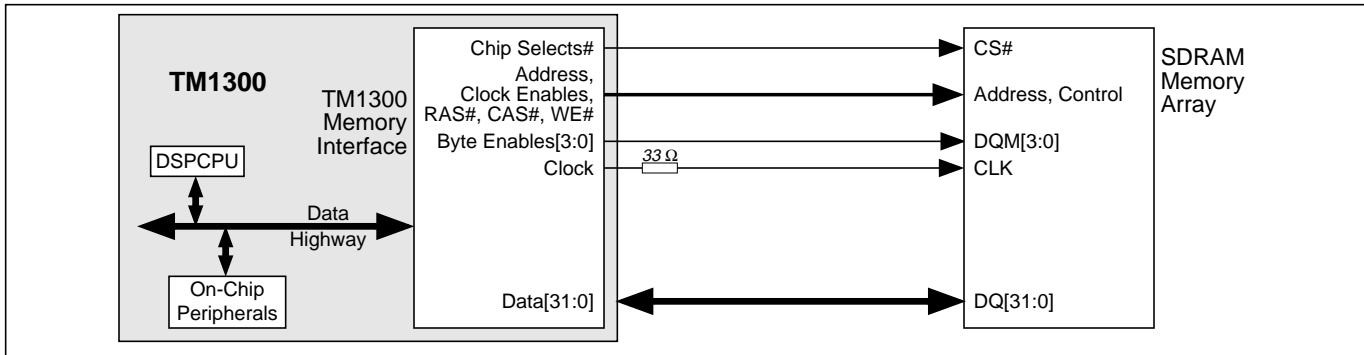 TM1300
DSPCPU
Data
Highway
On-Chip
Peripherals
TM1300
Memory
Interface
Chip Selects#
Address,
Clock Enables,
RAS#, CAS#, WE#
Byte Enables[3:0]
Clock
Data[31:0]
33 Ω
CS#
Address, Control
DQM[3:0]
CLK
DQ[31:0]
SDRAM
Memory
Array